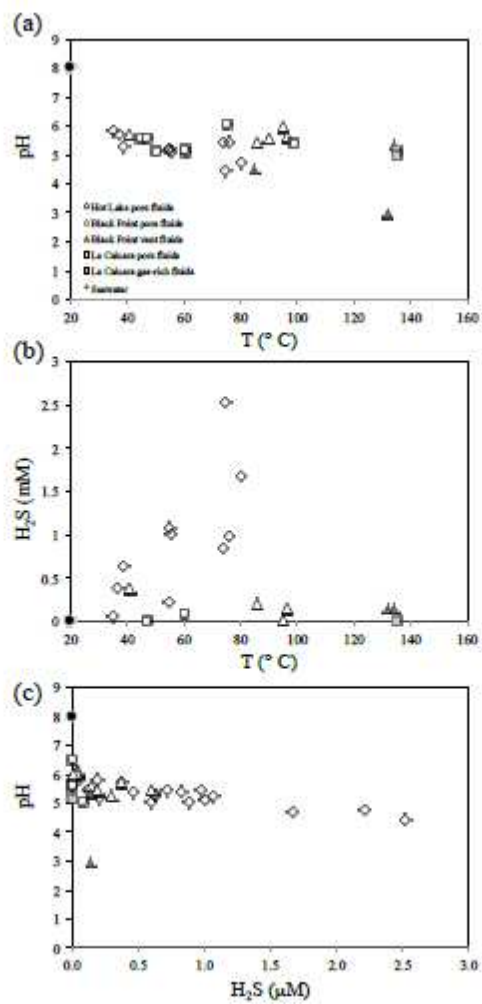 (a)
9
8
7
6
5
4
3
2
1
0
pH
Hot Lake pore fluids
Black Point pore fluids
Black Point vent fluids
La Calcara pore fluids
La Calcara gas-rich fluids
Seawater
20 40 60 80 100 120 140 160
T (° C)
(b)
3
2.5
2
1.5
1
0.5
0
H₂S (mM)
20 40 60 80 100 120 140 160
T (° C)
(c)
9
8
7
6
5
4
3
2
1
0
pH
0.0 0.5 1.0 1.5 2.0 2.5 3.0
H₂S (μM)